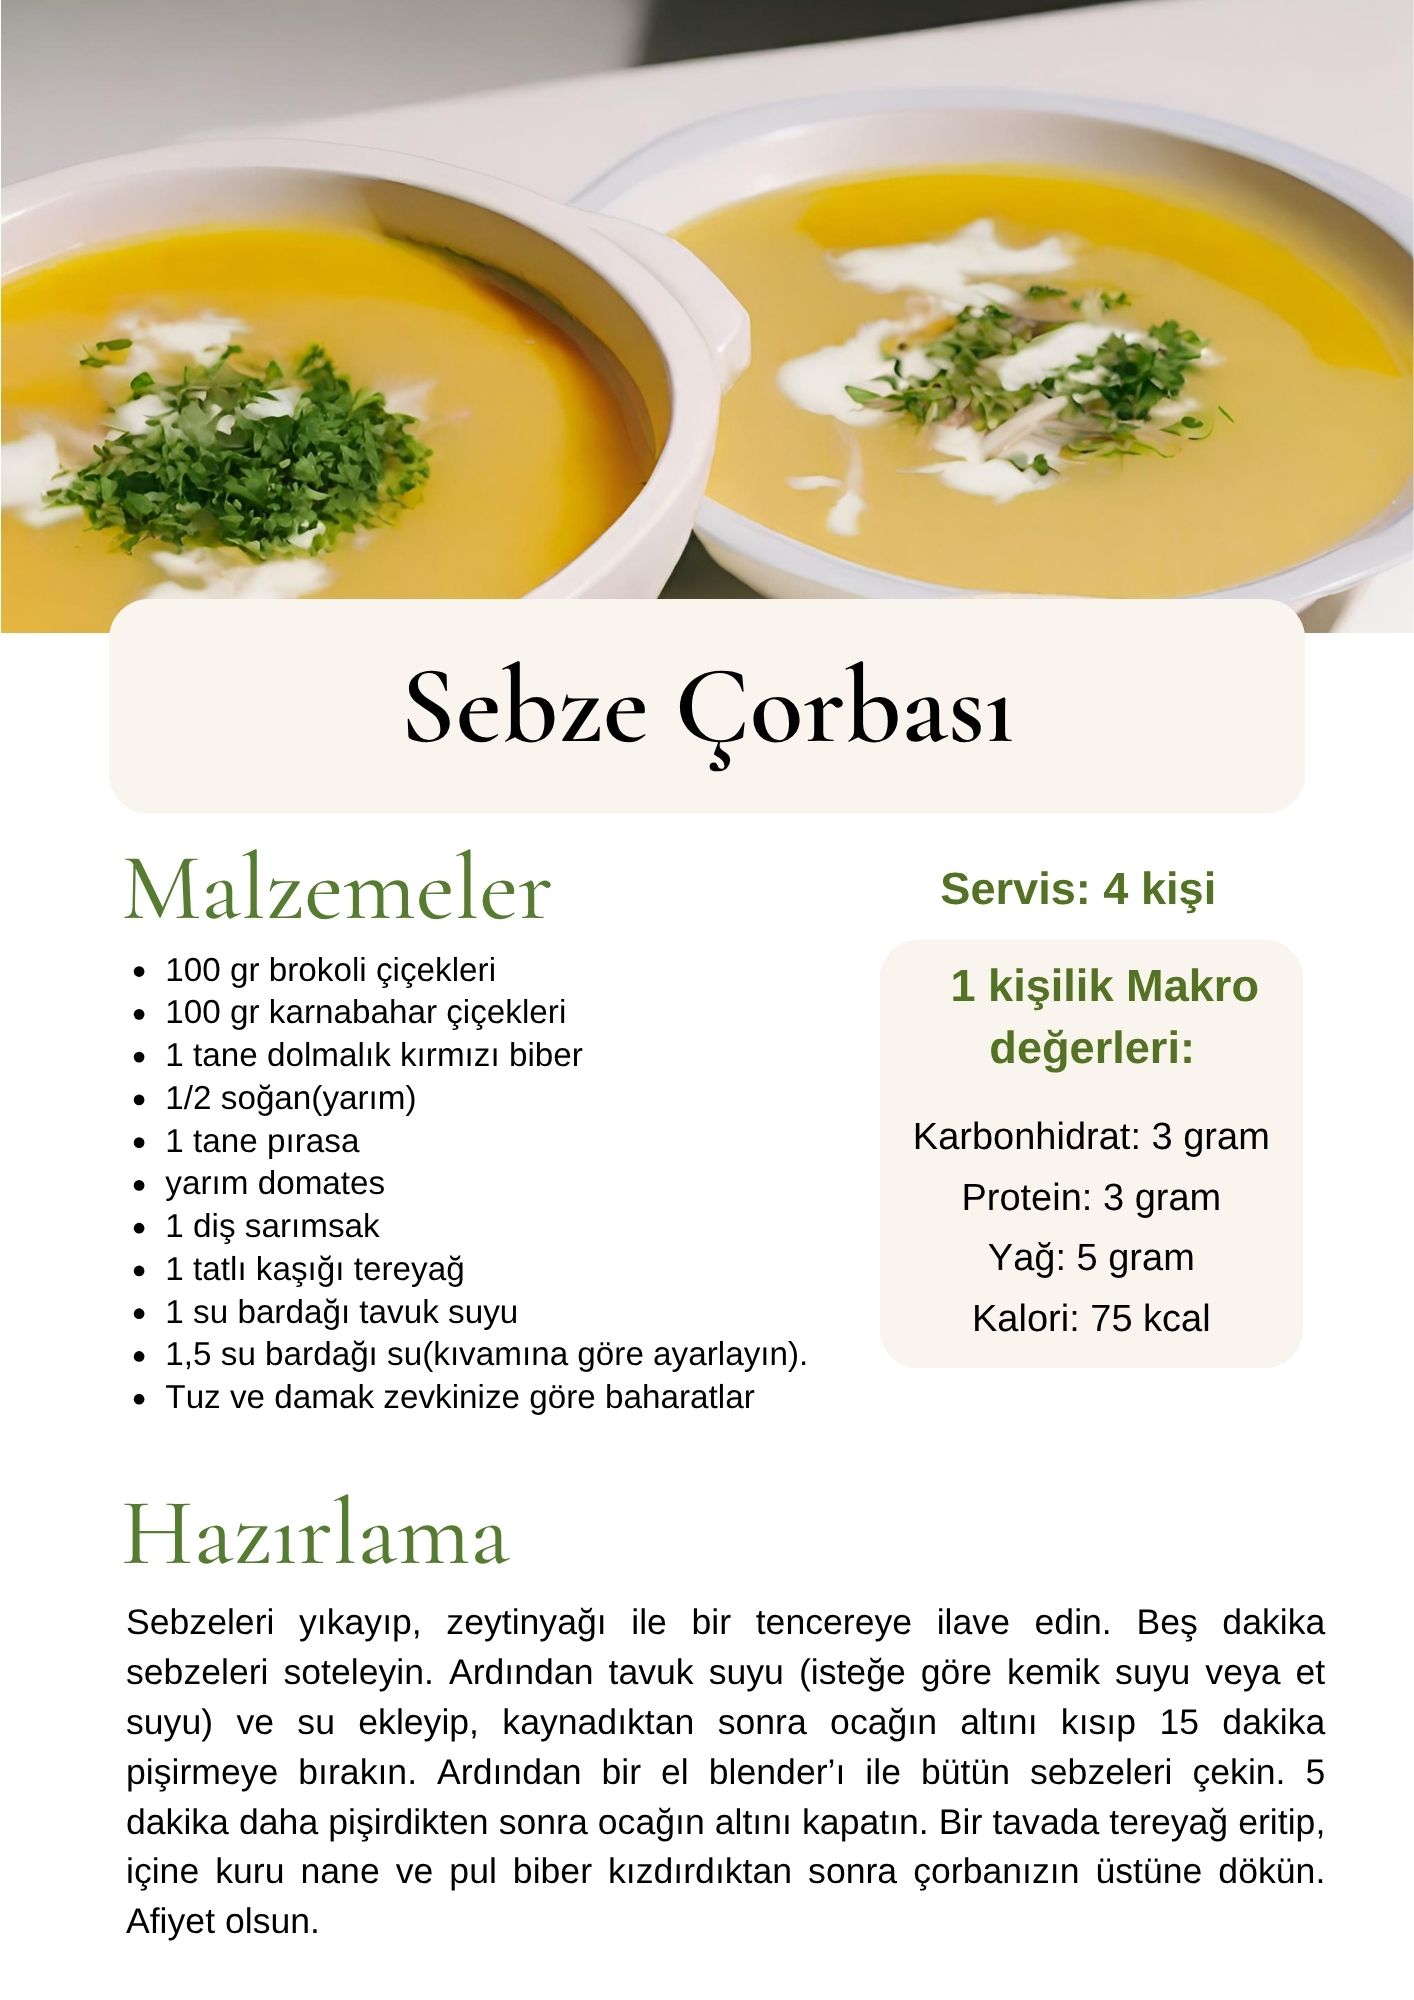 Sebze Çorbası
Malzemeler
100 gr brokoli çiçekleri
100 gr karnabahar çiçekleri
1 tane dolmalık kırmızı biber
1/2 soğan(yarım)
1 tane pırasa
yarım domates
1 diş sarımsak
1 tatlı kaşığı tereyağ
1 su bardağı tavuk suyu
1,5 su bardağı su(kıvamına göre ayarlayın).
Tuz ve damak zevkinize göre baharatlar
Servis: 4 kişi
1 kişilik Makro
değerleri:
Karbonhidrat: 3 gram
Protein: 3 gram
Yağ: 5 gram
Kalori: 75 kcal
Hazırlama
Sebzeleri yıkayıp, zeytinyağı ile bir tencereye ilave edin. Beş dakika
sebzeleri soteleyin. Ardından tavuk suyu (isteğe göre kemik suyu veya et
suyu) ve su ekleyip, kaynadıktan sonra ocağın altını kısıp 15 dakika
pişirmeye bırakın. Ardından bir el blender’ı ile bütün sebzeleri çekin. 5
dakika daha pişirdikten sonra ocağın altını kapatın. Bir tavada tereyağ eritip,
içine kuru nane ve pul biber kızdırdıktan sonra çorbanızın üstüne dökün.
Afiyet olsun.